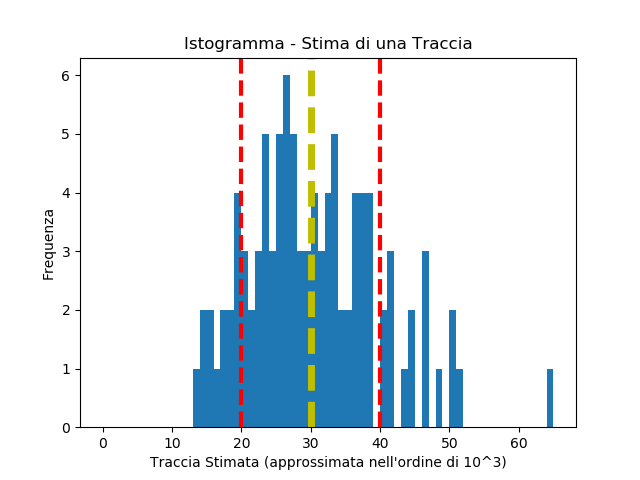 Istogramma - Stima di una Traccia
Frequenza
6
5
4
3
2
1
0
0 10 20 30 40 50 60
Traccia Stimata (approssimata nell'ordine di 10^3)